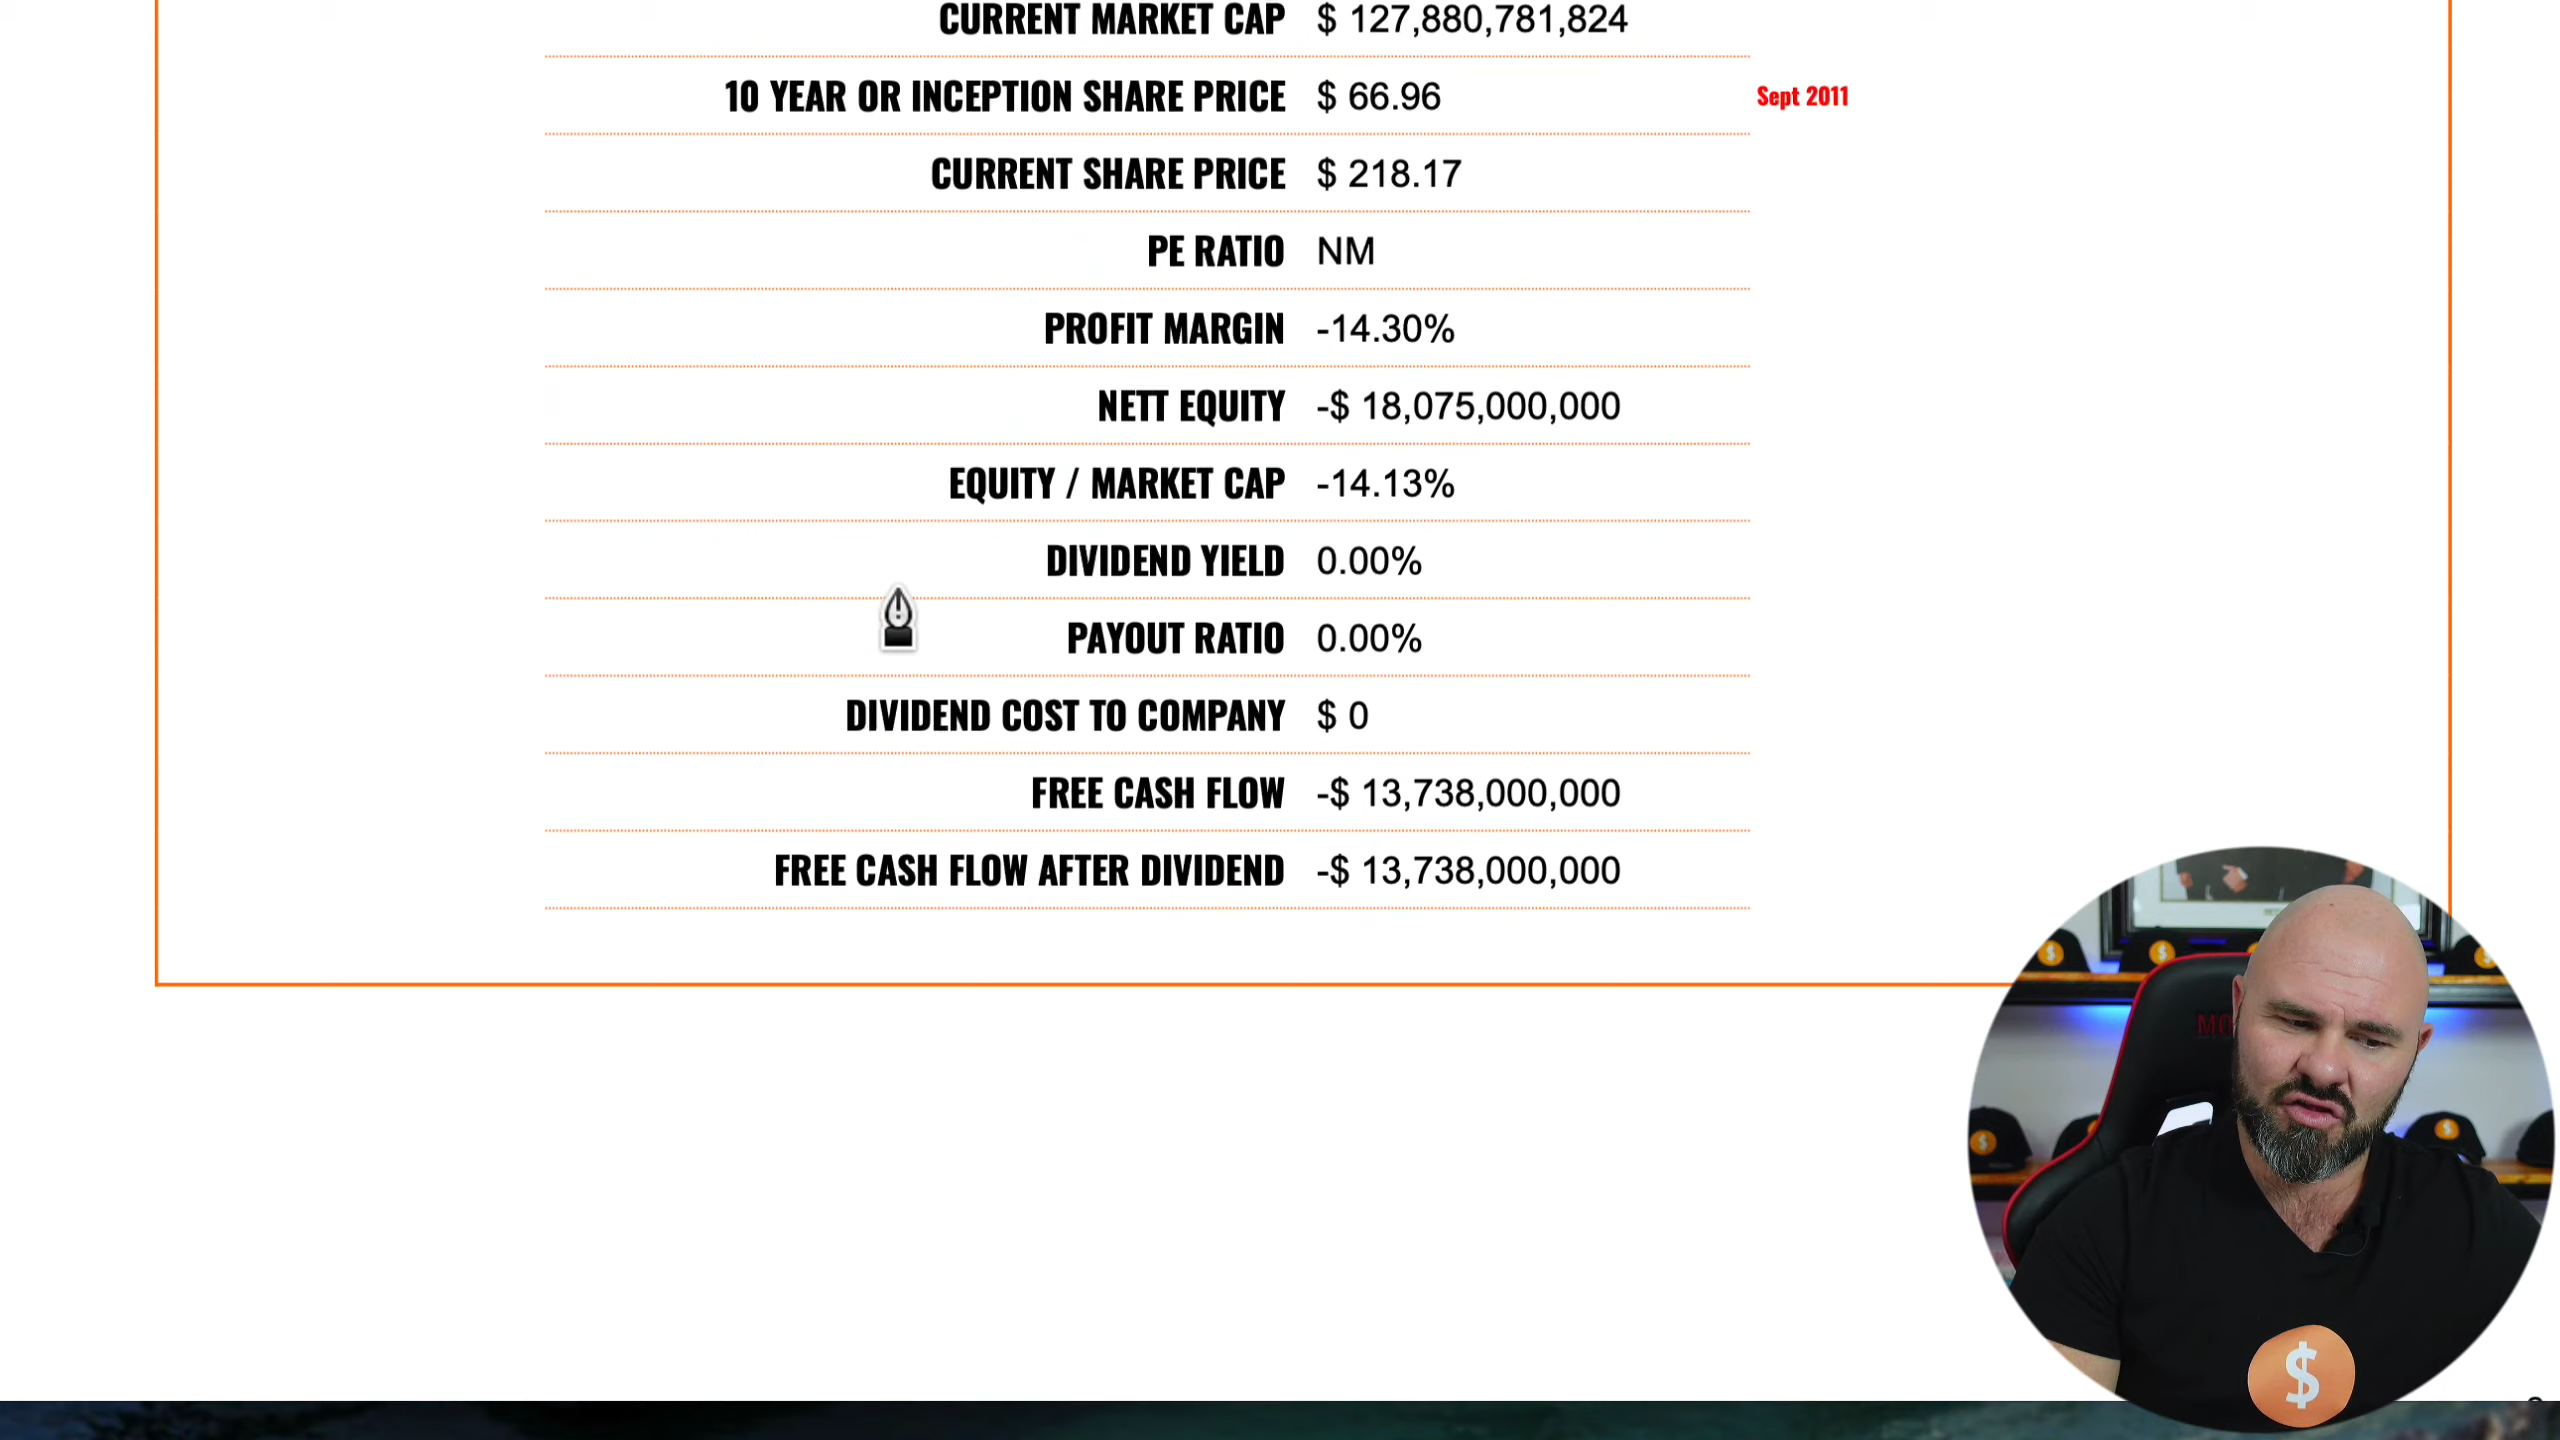 CURRENT MARKET CAP $ 127,880,781,824
10 YEAR OR INCEPTION SHARE PRICE $ 66.96 Sept 2011
CURRENT SHARE PRICE $ 218.17
PE RATIO NM
PROFIT MARGIN -14.30%
NETT EQUITY -$ 18,075,000,000
EQUITY / MARKET CAP -14.13%
DIVIDEND YIELD 0.00%
PAYOUT RATIO 0.00%
DIVIDEND COST TO COMPANY $ 0
FREE CASH FLOW -$ 13,738,000,000
FREE CASH FLOW AFTER DIVIDEND -$ 13,738,000,000
$